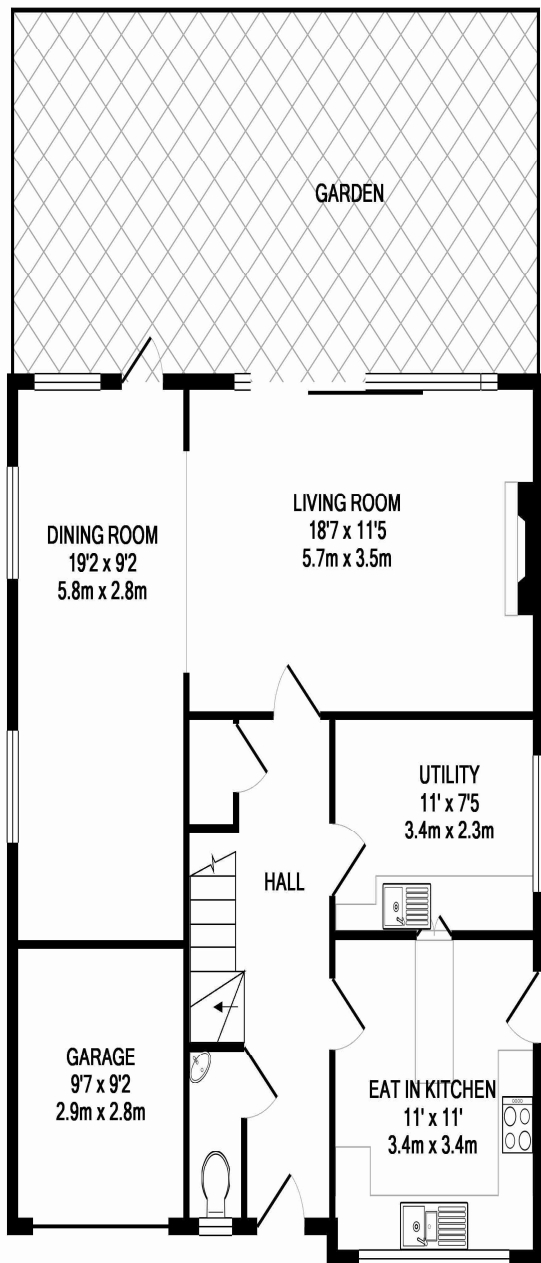 GARDEN
DINING ROOM
19'2 x 9'2
5.8m x 2.8m
LIVING ROOM
18'7 x 11'5
5.7m x 3.5m
UTILITY
11' x 7'5
3.4m x 2.3m
HALL
GARAGE
9'7 x 9'2
2.9m x 2.8m
EAT IN KITCHEN
11' x 11'
3.4m x 3.4m